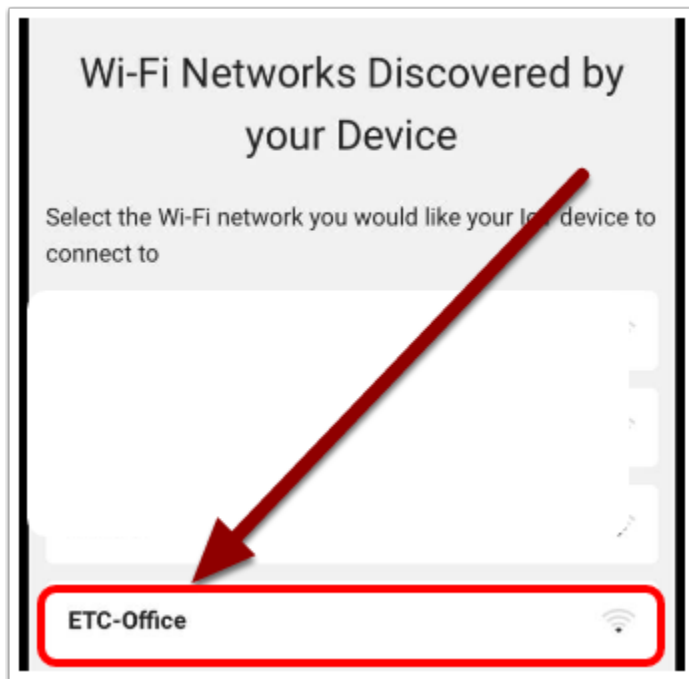 Wi-Fi Networks Discovered by
your Device
Select the Wi-Fi network you would like your device to
connect to
ETC-Office